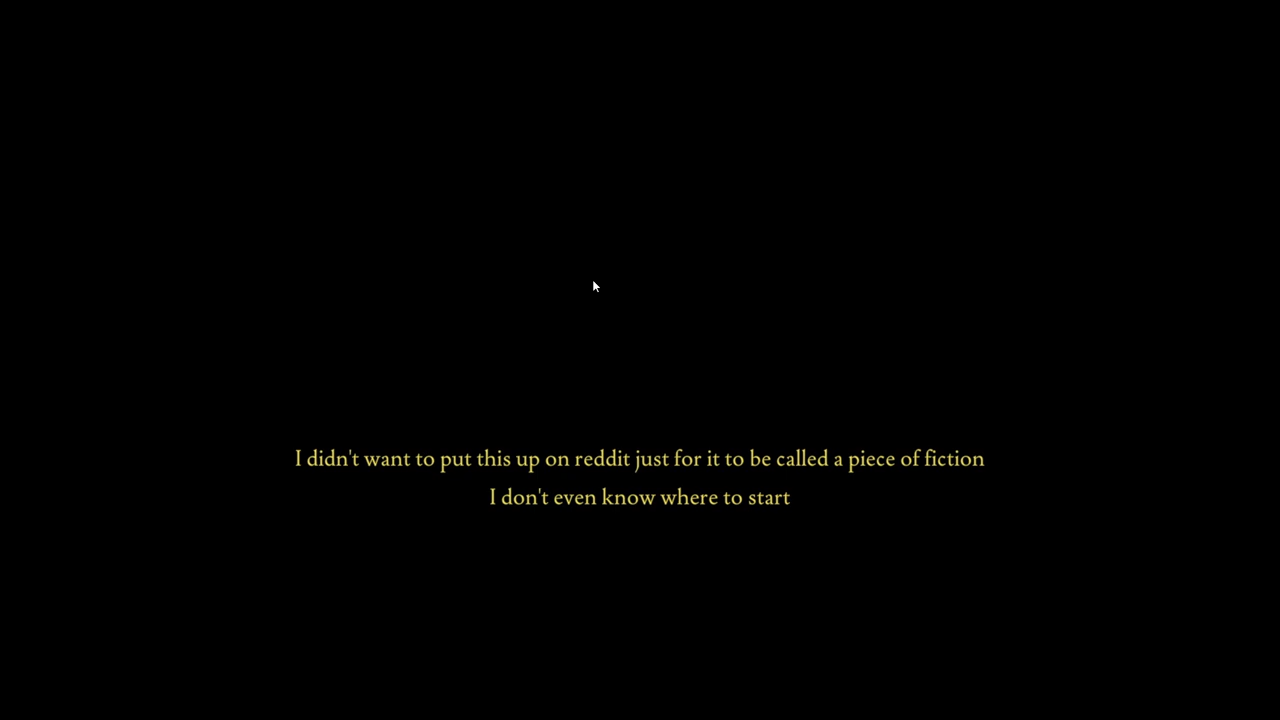 I didn't want to put this up on reddit just for it to be called a piece of fiction
I don't even know where to start